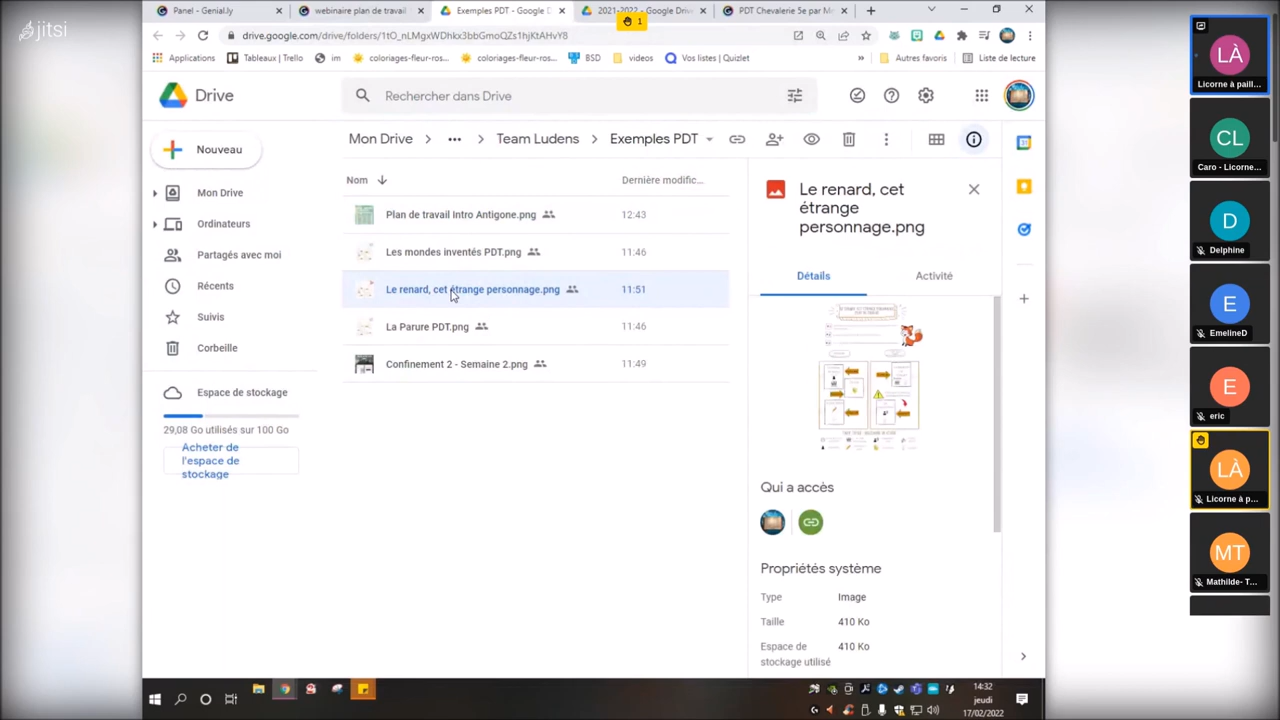 jitsi
Panel - Genial.ly
webinaire plan de travail
Exemples PDT - Google D
2021-2022 - Google Drive
PDT Chevalerie 5e par Me
1
drive.google.com/drive/folders/1tO_nLMgxWDhkx3bbGmQZs1hjKtAHvY8
Applications
Tableaux | Trello
im
coloriages-fleur-ros...
coloriages-fleur-ros...
BSD
videos
Vos listes | Quizlet
»
Autres favoris
Liste de lecture
Drive
Rechercher dans Drive
Nouveau
Mon Drive
Ordinateurs
Partagés avec moi
Récents
Suivis
Corbeille
Espace de stockage
29,08 Go utilisés sur 100 Go
Acheter de
l'espace de
stockage
Mon Drive > ... > Team Ludens > Exemples PDT
Nom
Dernière modific...
Plan de travail Intro Antigone.png
12:43
Les mondes inventés PDT.png
11:46
Le renard, cet étrange personnage.png
11:51
La Parure PDT.png
11:46
Confinement 2 - Semaine 2.png
11:49
Le renard, cet
étrange
personnage.png
Détails
Activité
Qui a accès
Propriétés système
Type
Image
Taille
410 Ko
Espace de
stockage utilisé
410 Ko
14:32
jeudi
17/02/2022
LÀ
Licorne à paill...
CL
Caro - Licorne...
D
Delphine
E
EmelineD
E
eric
LÀ
Licorne à p...
MT
Mathilde- T...